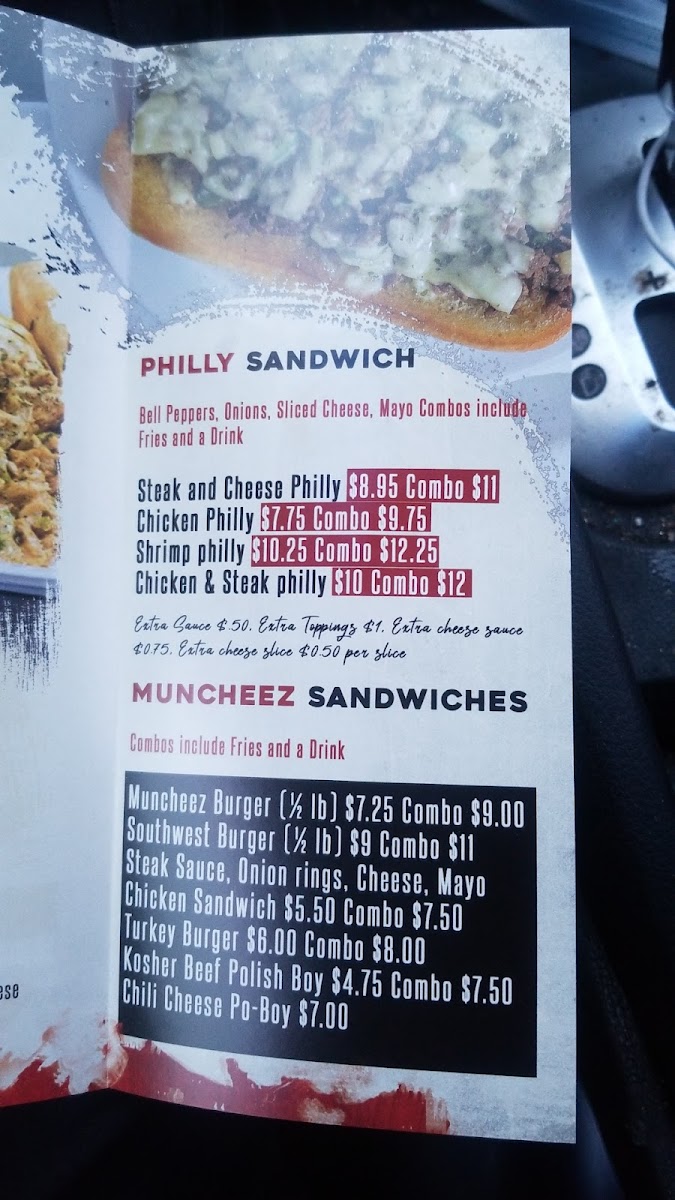 PHILLY SANDWICH
Bell Peppers, Onions, Sliced Cheese, Mayo Combos include
Fries and a Drink
Steak and Cheese Philly $8.95 Combo $11
Chicken Philly $7.75 Combo $9.75
Shrimp philly $10.25 Combo $12.25
Chicken & Steak philly $10 Combo $12
Extra Sauce $.50. Extra Toppings $1. Extra cheese sauce
$0.75. Extra cheese slice $0.50 per slice
MUNCHEEZ SANDWICHES
Combos include Fries and a Drink
Muncheez Burger (½ lb) $7.25 Combo $9.00
Southwest Burger (½ lb) $9 Combo $11
Steak Sauce, Onion rings, Cheese, Mayo
Chicken Sandwich $5.50 Combo $7.50
Turkey Burger $6.00 Combo $8.00
Kosher Beef Polish Boy $4.75 Combo $7.50
Chili Cheese Po-Boy $7.00